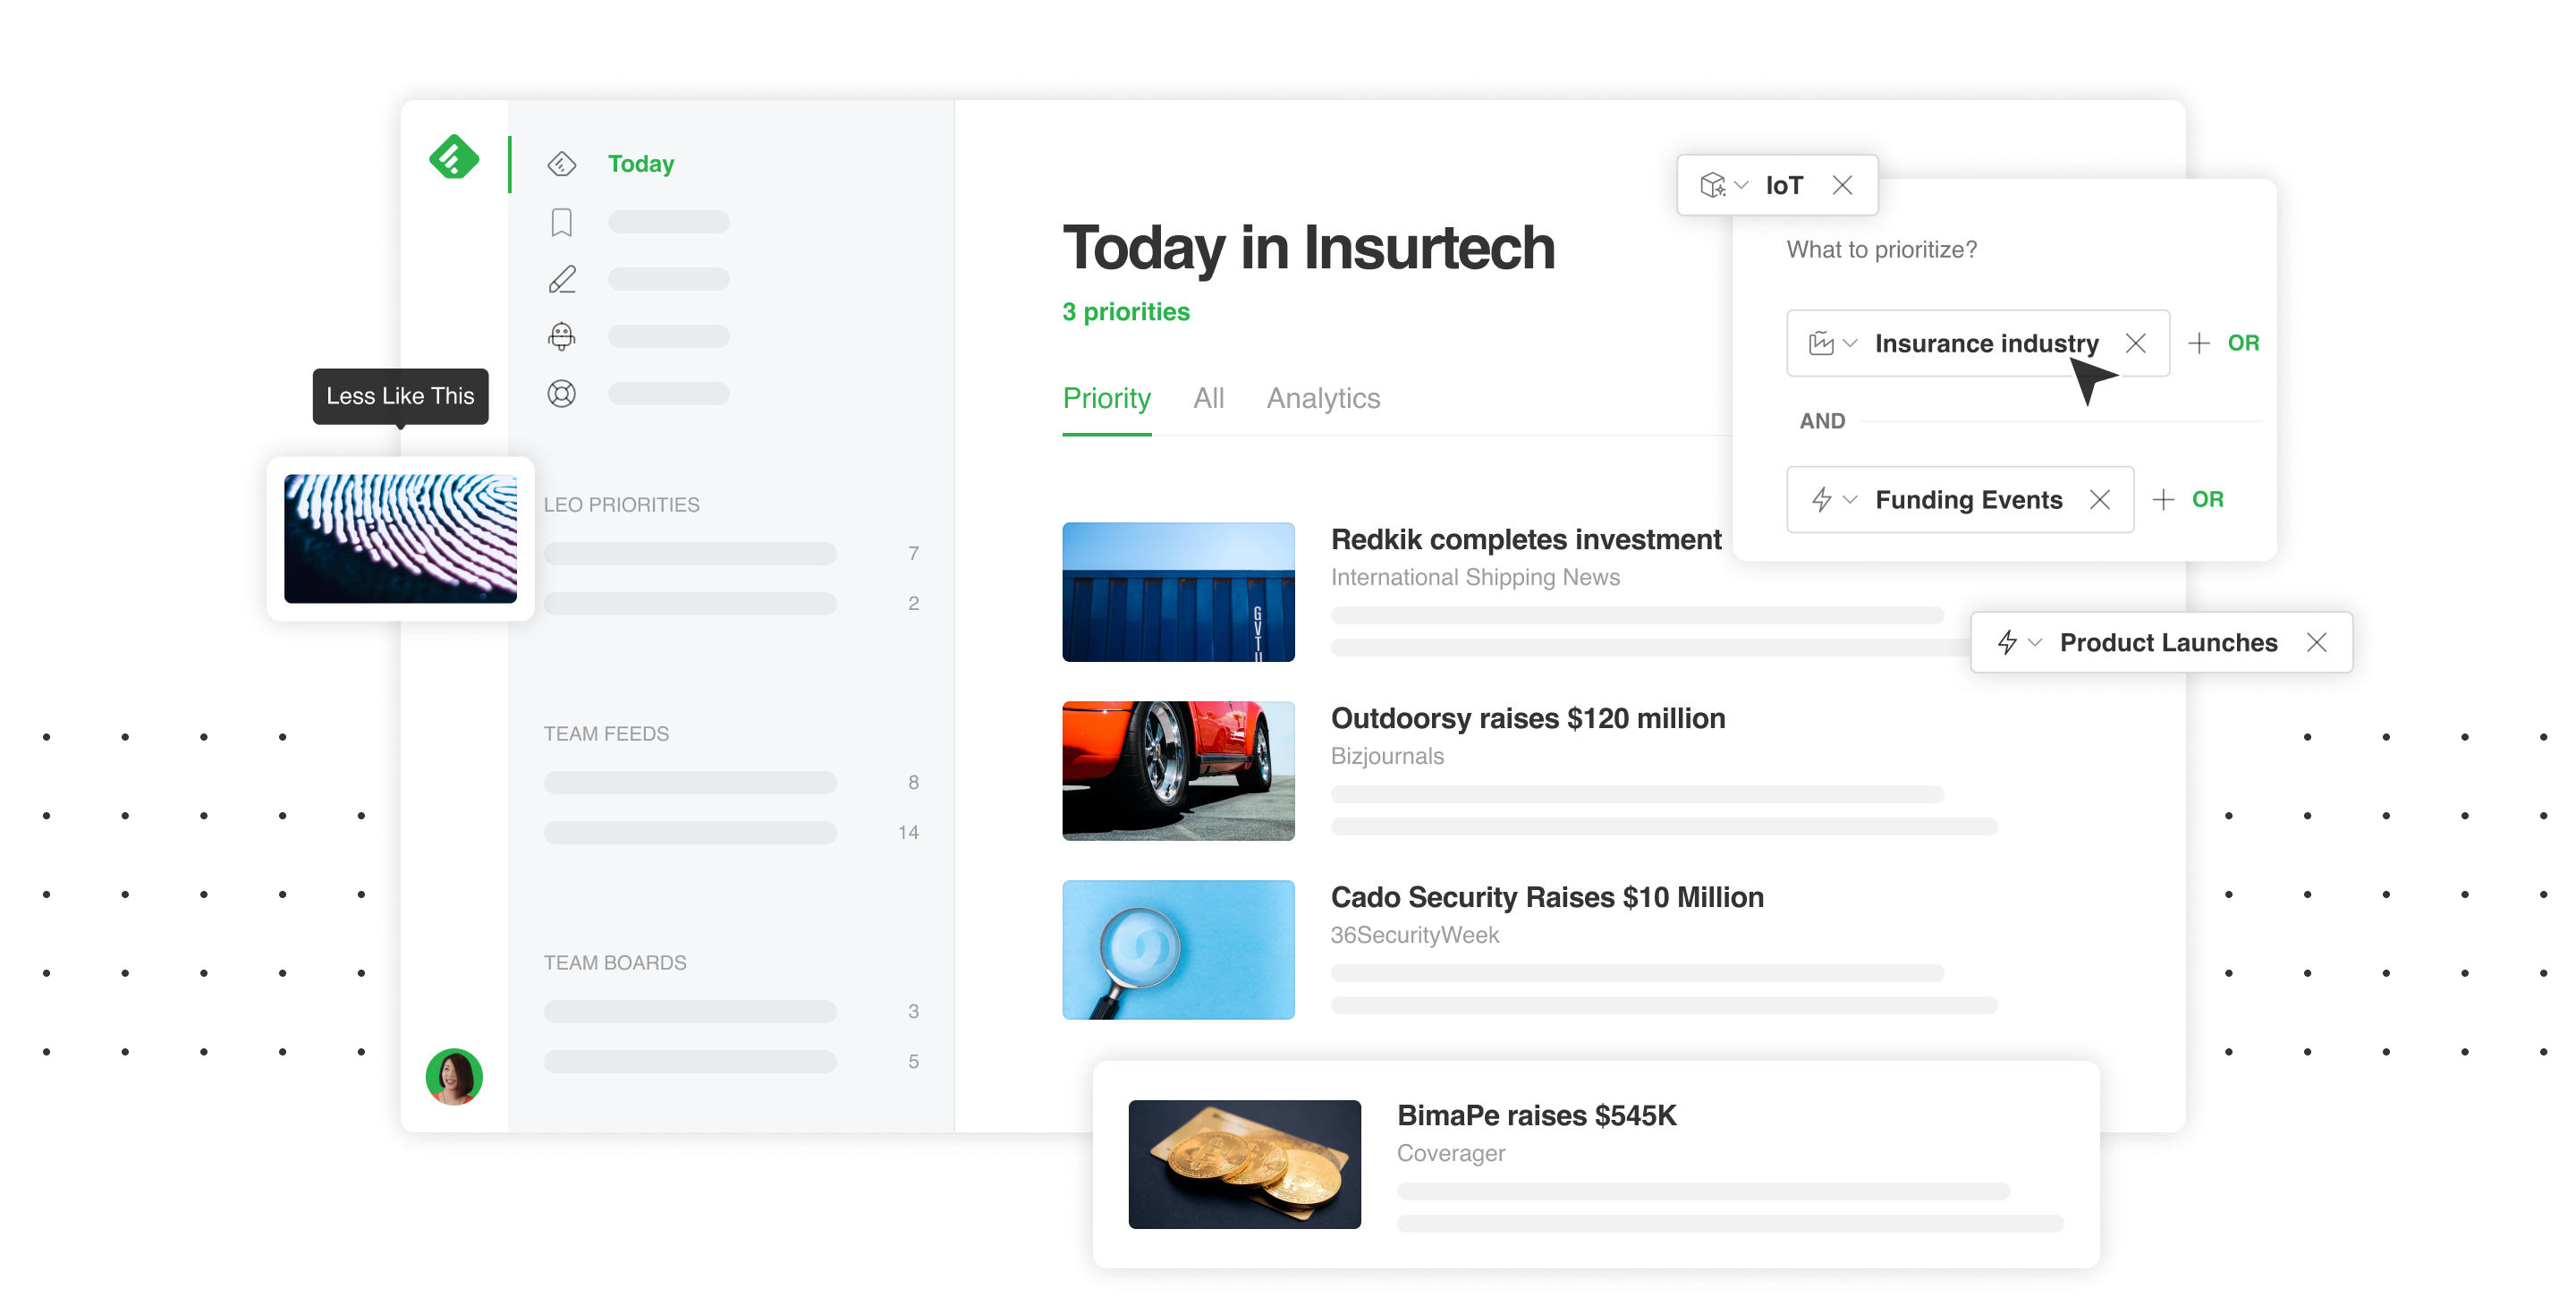 Today
Less Like This
LEO PRIORITIES
7
2
TEAM FEEDS
8
14
TEAM BOARDS
3
5
Today in Insurtech
3 priorities
Priority All Analytics
Redkik completes investment
International Shipping News
GVTU
Outdoorsy raises $120 million
Bizjournals
Cado Security Raises $10 Million
36SecurityWeek
BimaPe raises $545K
Coverager
IoT
What to prioritize?
Insurance industry
OR
AND
Funding Events
OR
Product Launches